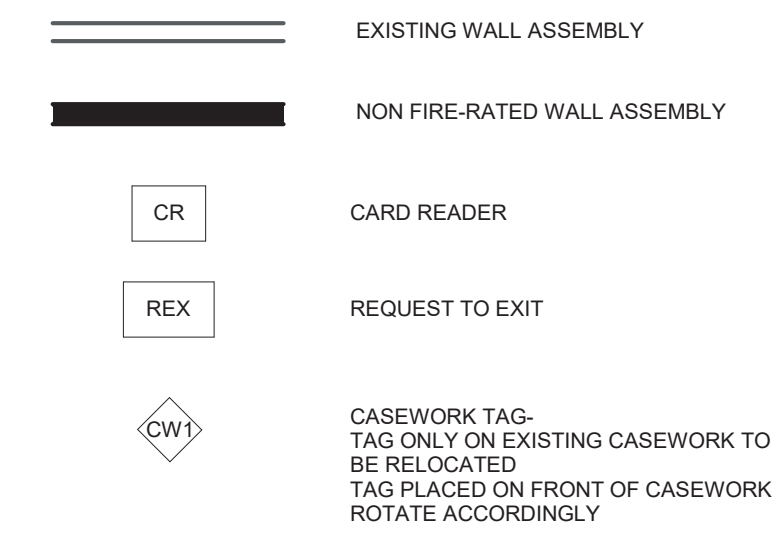 EXISTING WALL ASSEMBLY
NON FIRE-RATED WALL ASSEMBLY
CR
CARD READER
REX
REQUEST TO EXIT
CW1
CASEWORK TAG-
TAG ONLY ON EXISTING CASEWORK TO
BE RELOCATED
TAG PLACED ON FRONT OF CASEWORK
ROTATE ACCORDINGLY